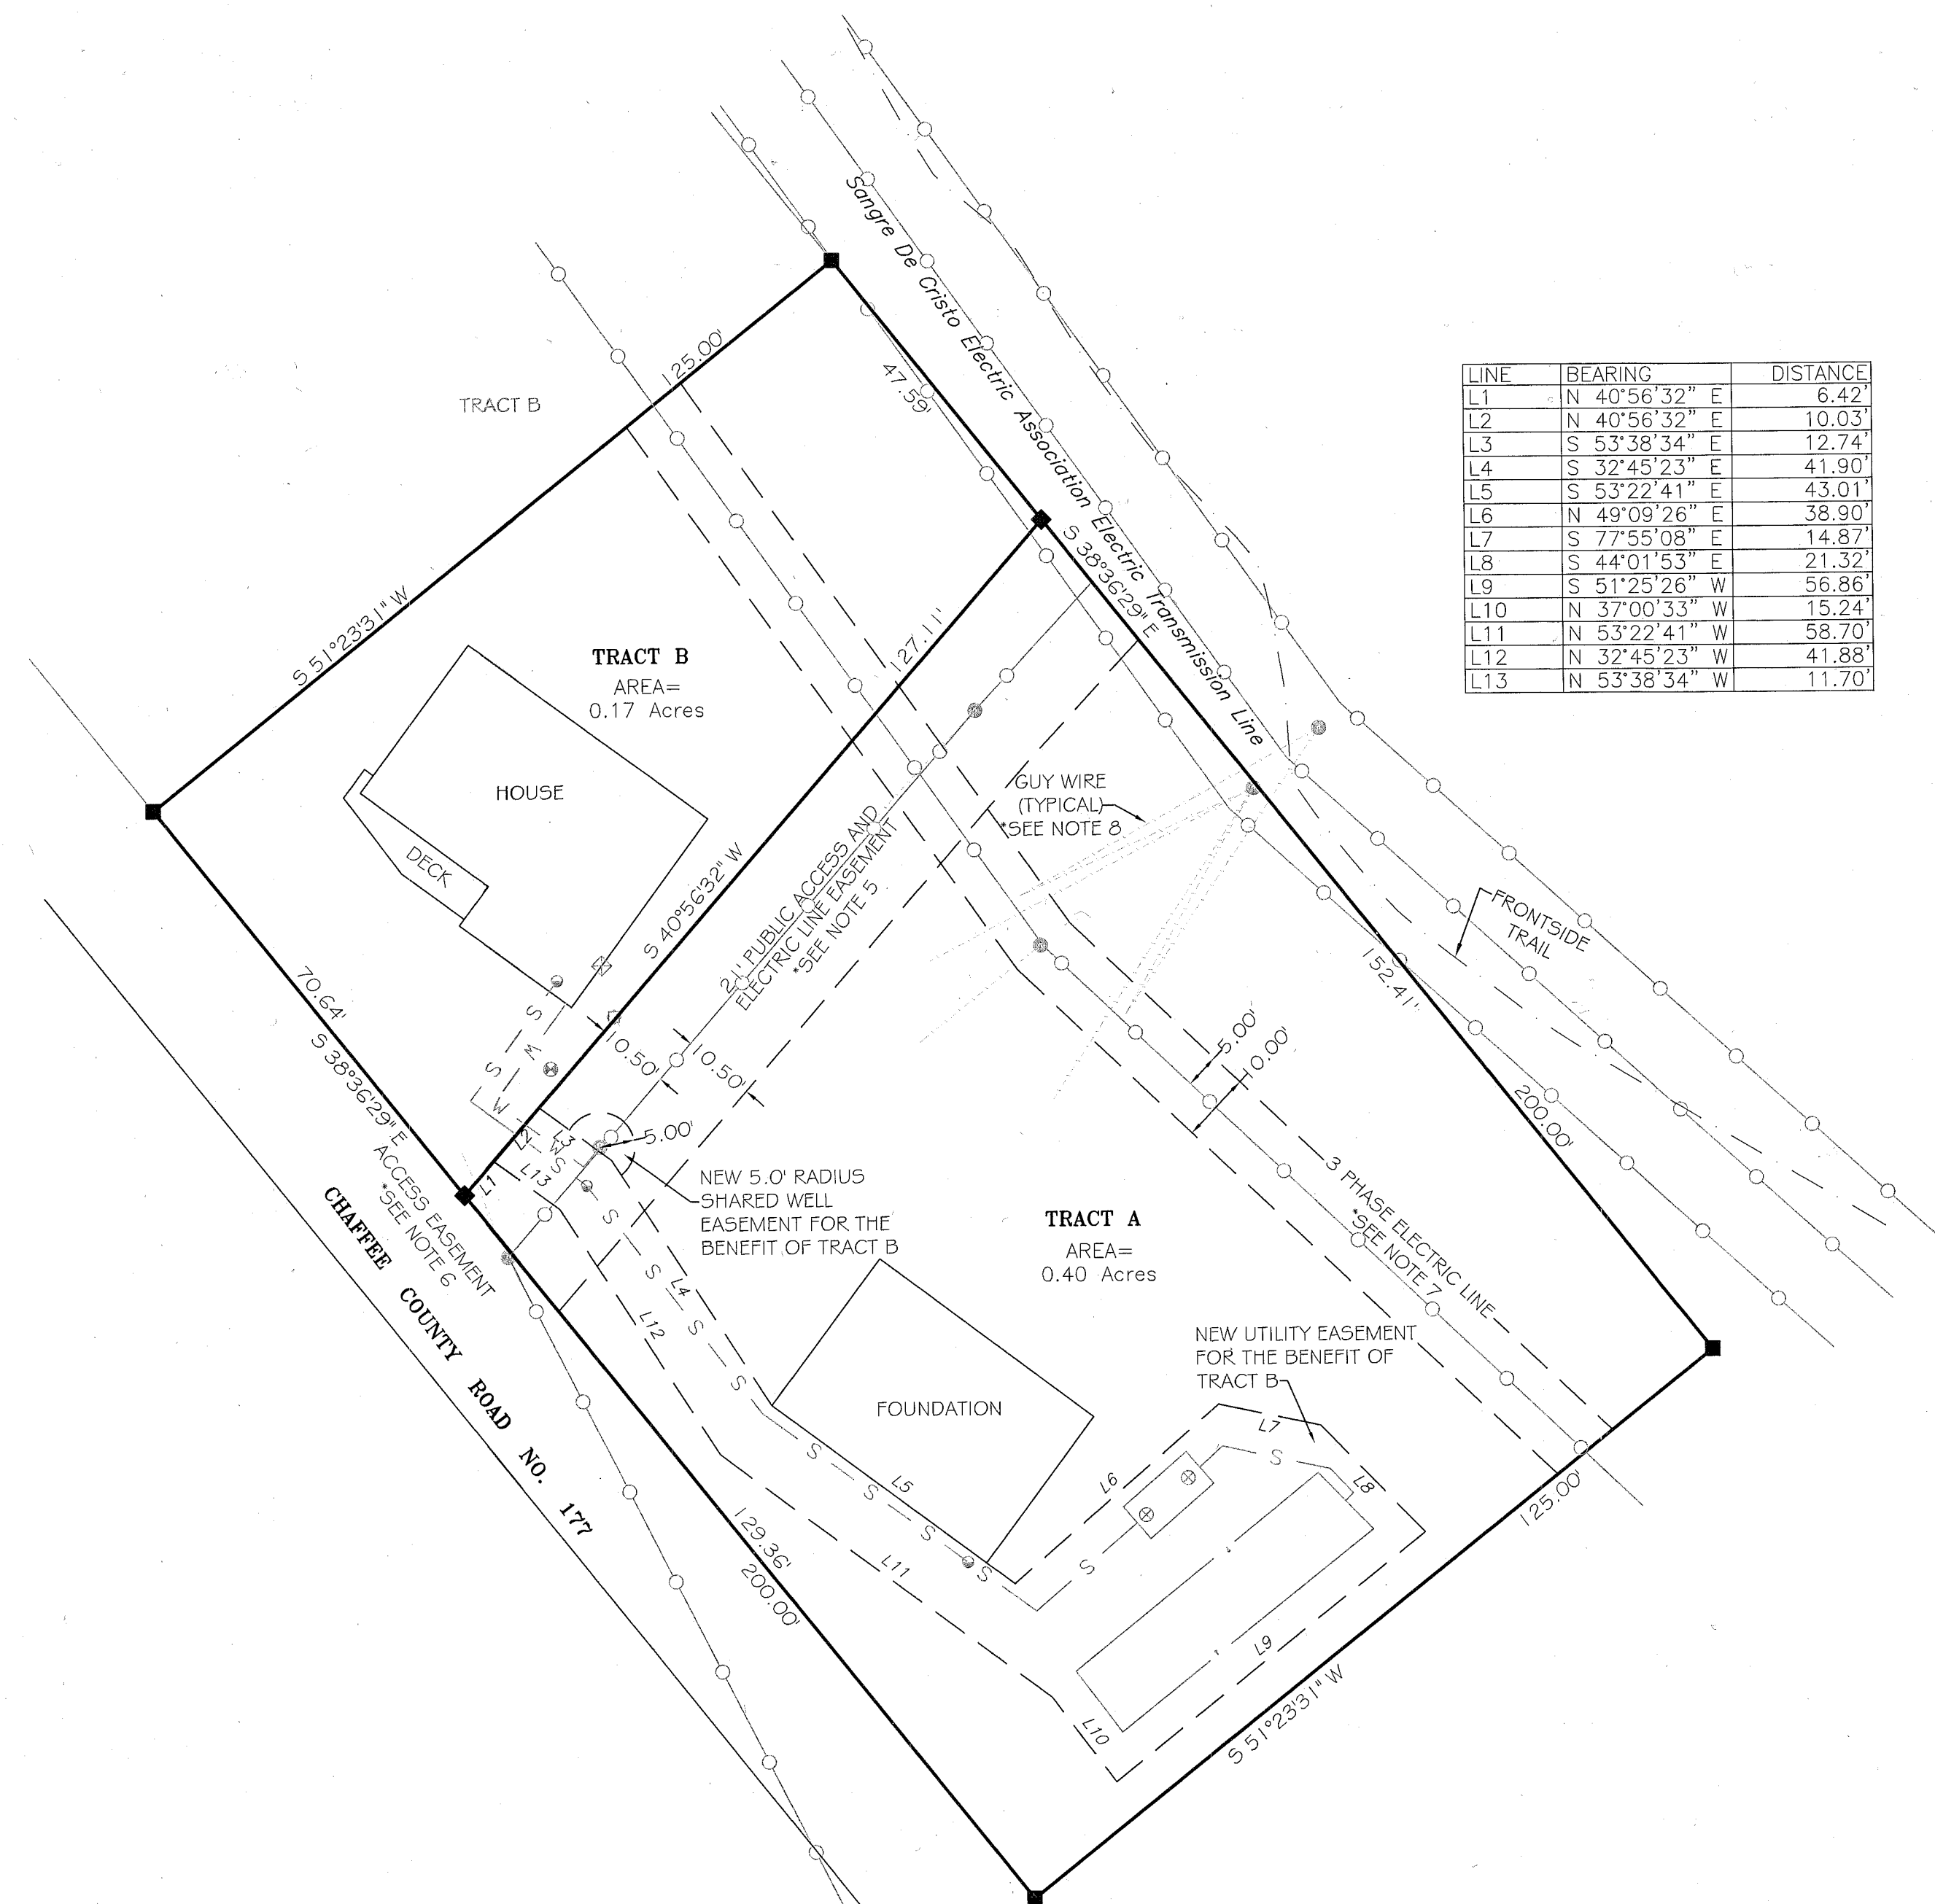 Sangre De Cristo Electric Association Electric Transmission Line
125.00'
TRACT B
47.59'
LINE BEARING DISTANCE
L1 N 40°56'32" E 6.42'
L2 N 40°56'32" E 10.03'
L3 S 53°38'34" E 12.74'
L4 S 32°45'23" E 41.90'
L5 S 53°22'41" E 43.01'
L6 N 49°09'26" E 38.90'
L7 S 77°55'08" E 14.87'
L8 S 44°01'53" E 21.32'
L9 S 51°25'26" W 56.86'
L10 N 37°00'33" W 15.24'
L11 N 53°22'41" W 58.70'
L12 N 32°45'23" W 41.88'
L13 N 53°38'34" W 11.70'
S 51°23'31" W
S 38°36'29" E
127.11'
TRACT B
AREA=
0.17 Acres
HOUSE
DECK
GUY WIRE
(TYPICAL)
*SEE NOTE 8
S 40°56'32" W
21' PUBLIC ACCESS AND
ELECTRIC LINE EASEMENT
*SEE NOTE 5
FRONTSIDE
TRAIL
152.41'
200.00'
70.64'
S 38°36'29" E
S
W
S
10.50'
10.50'
5.00'
10.00'
W
L2
L3
W
S
5.00'
L1
L13
ACCESS EASEMENT
*SEE NOTE 6
NEW 5.0' RADIUS
SHARED WELL
EASEMENT FOR THE
BENEFIT OF TRACT B
CHAFFEE COUNTY ROAD NO. 177
S
S
L4
L12
S
S
TRACT A
AREA=
0.40 Acres
3 PHASE ELECTRIC LINE
*SEE NOTE 7
NEW UTILITY EASEMENT
FOR THE BENEFIT OF
TRACT B
FOUNDATION
L7
S
L8
L6
S
L5
S
S
S
S
L11
L9
L10
125.00'
129.36'
200.00'
S 51°23'31" W